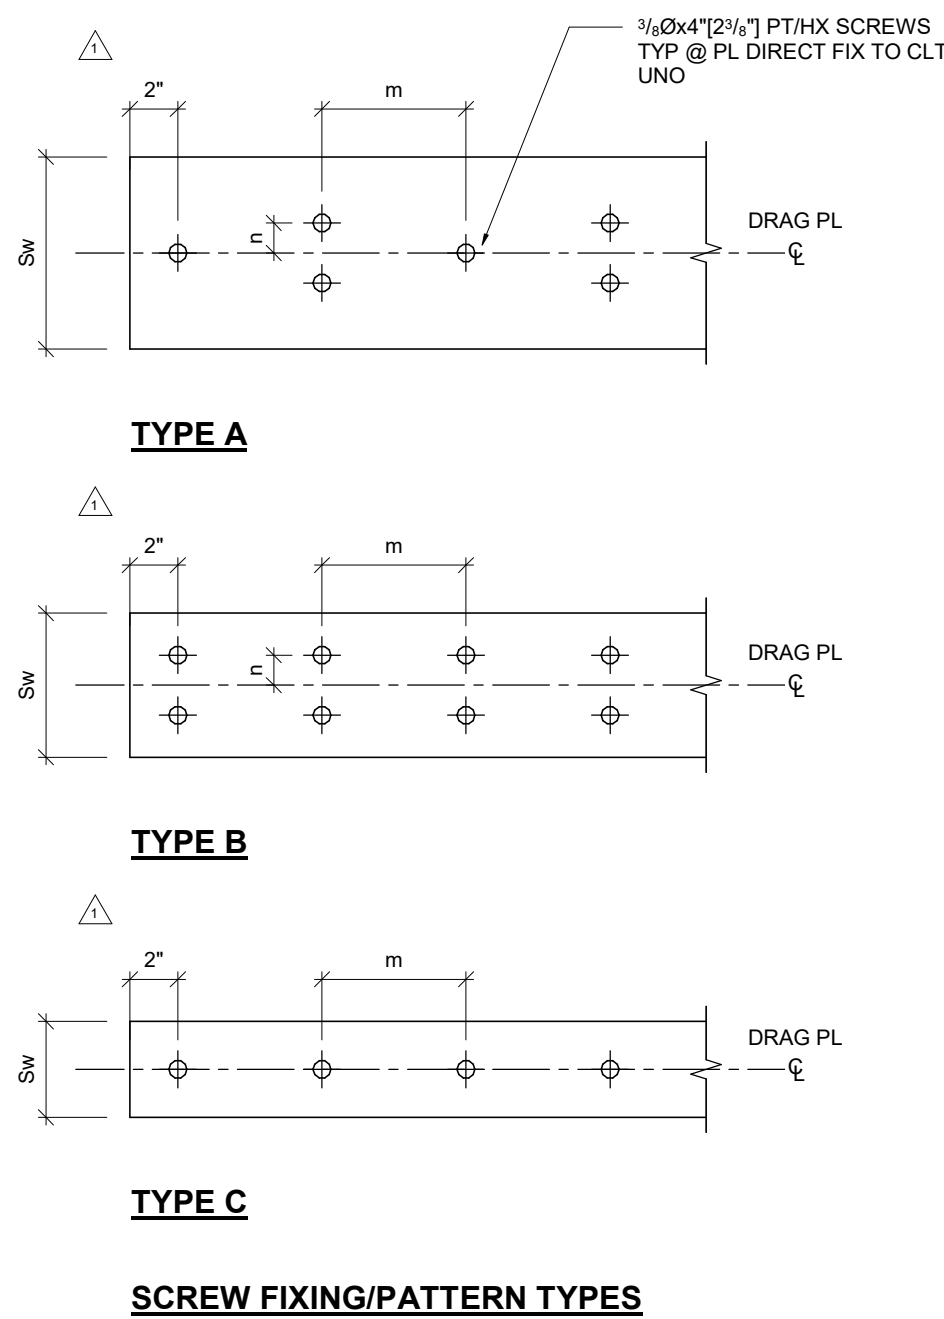 3/8Øx4"[23/8"] PT/HX SCREWS
TYP @ PL DIRECT FIX TO CLT
UNO
1
2"
m
n
Sw
DRAG PL
℄
TYPE A
1
2"
m
n
Sw
DRAG PL
℄
TYPE B
1
2"
m
Sw
DRAG PL
℄
TYPE C
SCREW FIXING/PATTERN TYPES